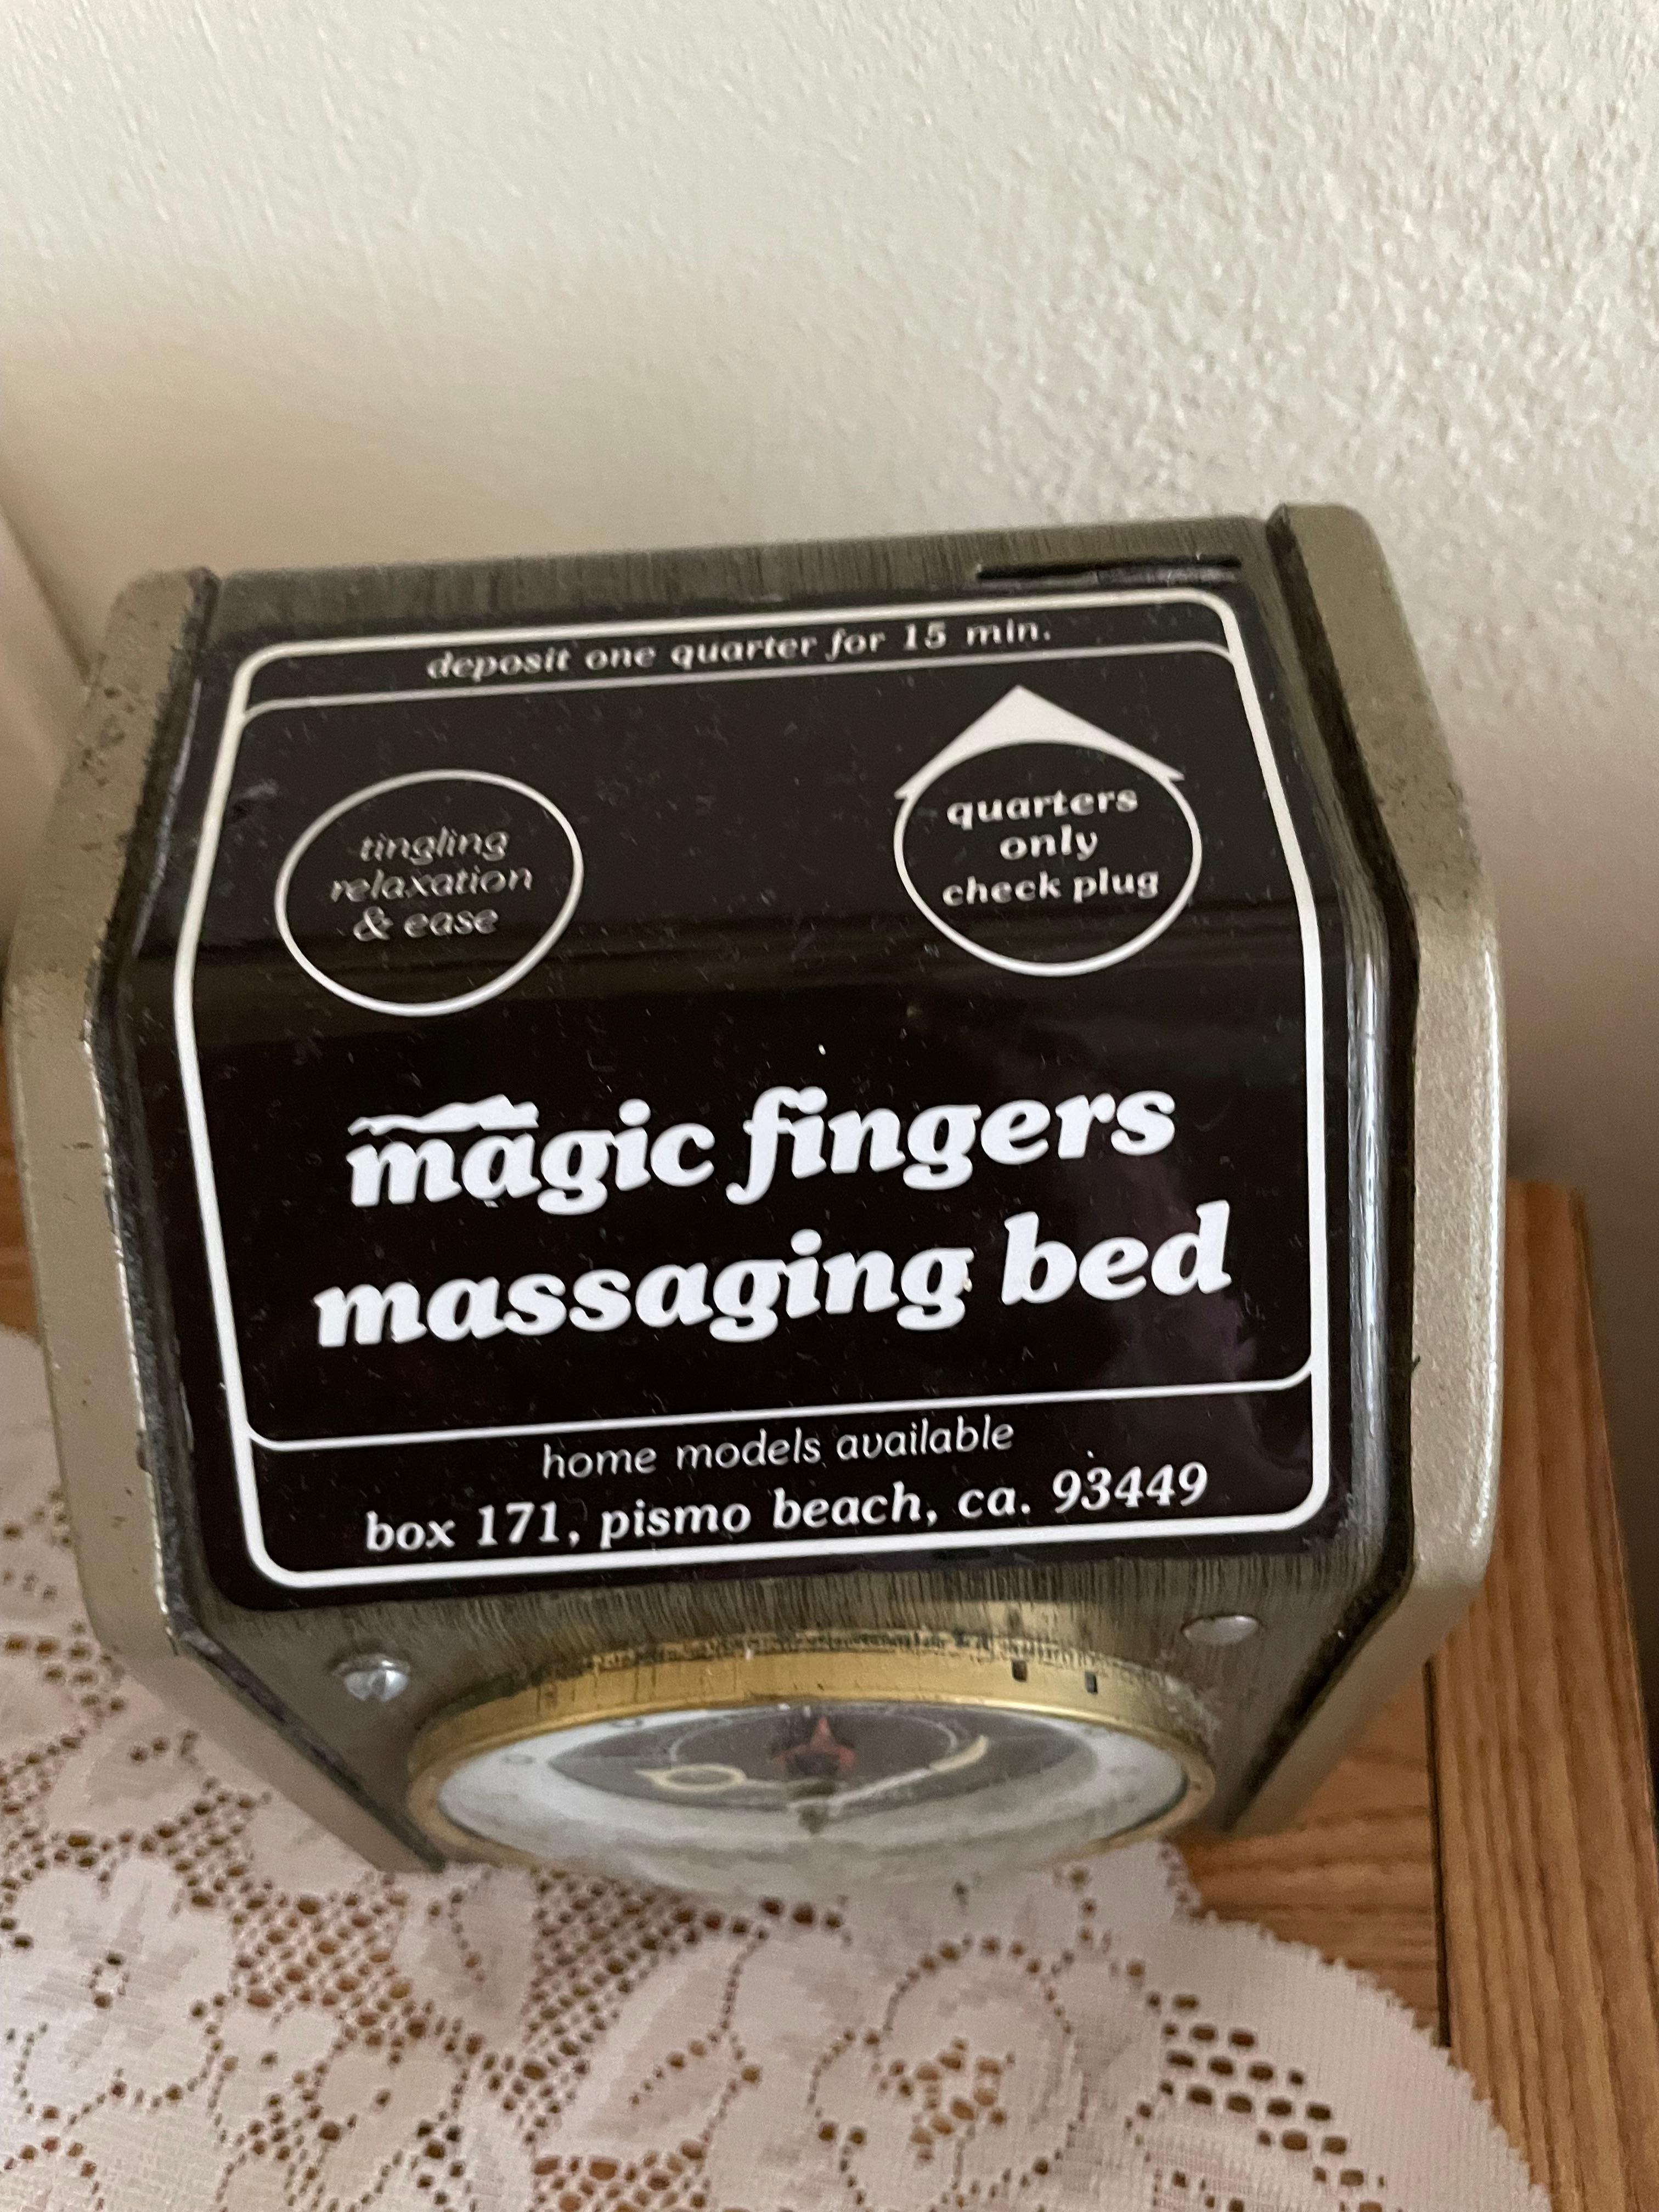 deposit one quarter for 15 min.
tingling
relaxation
& ease
quarters
only
check plug
magic fingers
massaging bed
home models available
box 171, pismo beach, ca. 93449